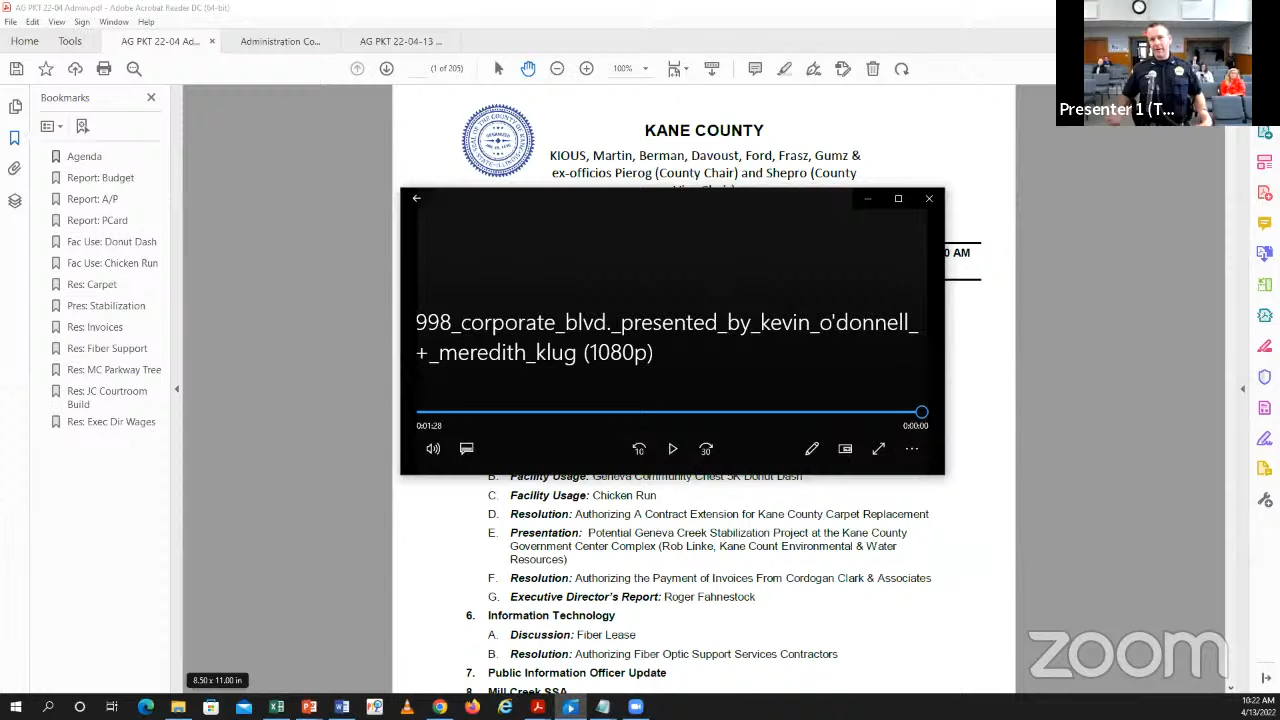 AG PKT 22-04 Admin.pdf - Adobe Acrobat Reader DC (64-bit)
File Edit View Sign Window Help
Home Tools AG PKT 22-04 Ad... × Administration Co... AG PKT 22-04-13 ...
(1 of 205) 100%
Bookmarks
Agenda
Report: Budget
Report: A/P
Report: PCard
Fac Use: Donut Dash
Fac Use: Chicken Run
Res: Carpet
Pres: Stabilization
Res: Invoices
Res: Fiber Support
Res: MC Parkway Tree
Res: JC Courtroom
Build
Res: Exec Dir Wages
KANE COUNTY
KIOUS, Martin, Berman, Davoust, Ford, Frasz, Gumz &
ex-officios Pierog (County Chair) and Shepro (County
0 AM
998_corporate_blvd._presented_by_kevin_o'donnell_
+_meredith_klug (1080p)
0:01:28 0:00:00
10 30
B. Facility Usage: Geneva Community Chest 5K Donut Dash
C. Facility Usage: Chicken Run
D. Resolution: Authorizing A Contract Extension for Kane County Carpet Replacement
E. Presentation: Potential Geneva Creek Stabilization Project at the Kane County
Government Center Complex (Rob Linke, Kane Count Environmental & Water
Resources)
F. Resolution: Authorizing the Payment of Invoices From Cordogan Clark & Associates
G. Executive Director's Report: Roger Fahnestock
6. Information Technology
A. Discussion: Fiber Lease
B. Resolution: Authorizing Fiber Optic Support Services Contractors
7. Public Information Officer Update
8. Mill Creek SSA
8.50 x 11.00 in
Presenter 1 (T...
zoom
10:22 AM
4/13/2022